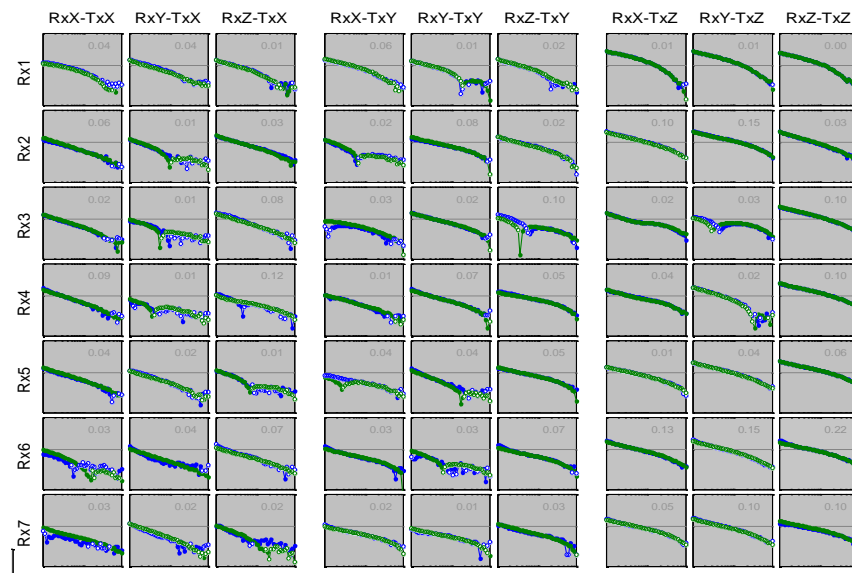 RxX-TxX RxY-TxX RxZ-TxX RxX-TxY RxY-TxY RxZ-TxY RxX-TxZ RxY-TxZ RxZ-TxZ
Rx1 0.04 0.04 0.01 0.06 0.01 0.02 0.01 0.01 0.00
Rx2 0.06 0.01 0.03 0.02 0.08 0.02 0.10 0.15 0.03
Rx3 0.02 0.01 0.08 0.03 0.02 0.10 0.02 0.03 0.10
Rx4 0.09 0.01 0.12 0.01 0.07 0.05 0.04 0.02 0.10
Rx5 0.04 0.02 0.01 0.04 0.04 0.05 0.01 0.04 0.06
Rx6 0.03 0.04 0.07 0.03 0.03 0.07 0.13 0.15 0.22
Rx7 0.03 0.02 0.02 0.02 0.01 0.03 0.05 0.10 0.10